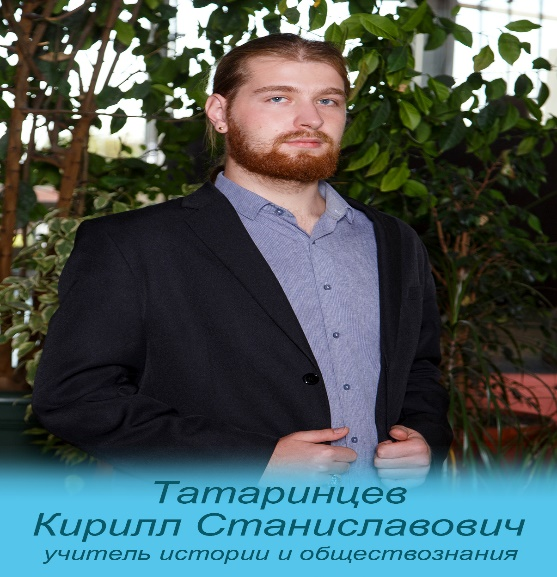 Татаринцев
Кирилл Станиславович
учитель истории и обществознания